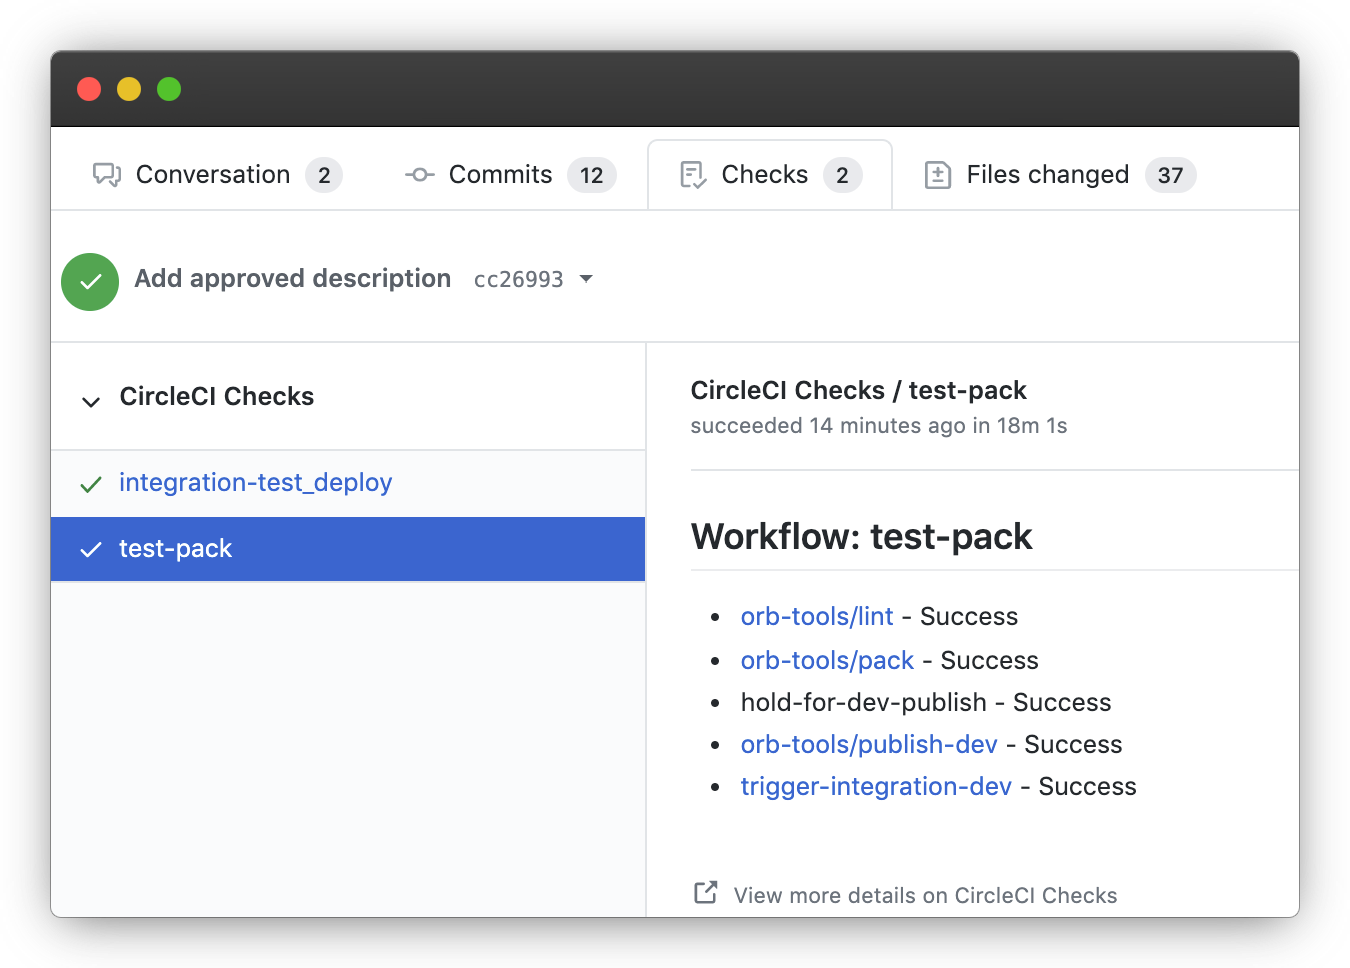 Conversation 2 Commits 12 Checks 2 Files changed 37
Add approved description cc26993
CircleCI Checks
integration-test_deploy
test-pack
CircleCI Checks / test-pack
succeeded 14 minutes ago in 18m 1s
Workflow: test-pack
• orb-tools/lint - Success
• orb-tools/pack - Success
• hold-for-dev-publish - Success
• orb-tools/publish-dev - Success
• trigger-integration-dev - Success
View more details on CircleCI Checks